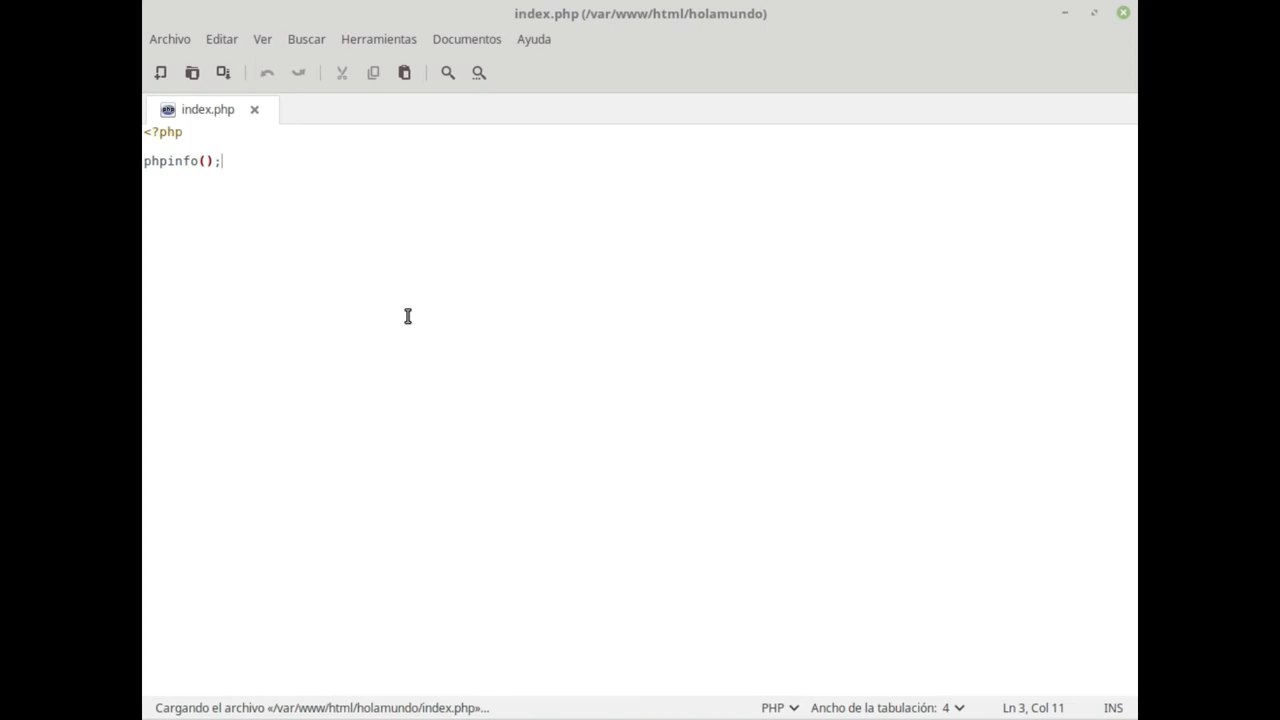 index.php (/var/www/html/holamundo)
Archivo Editar Ver Buscar Herramientas Documentos Ayuda
index.php
<?php
phpinfo();
Cargando el archivo «/var/www/html/holamundo/index.php»... PHP Ancho de la tabulación: 4 Ln 3, Col 11 INS